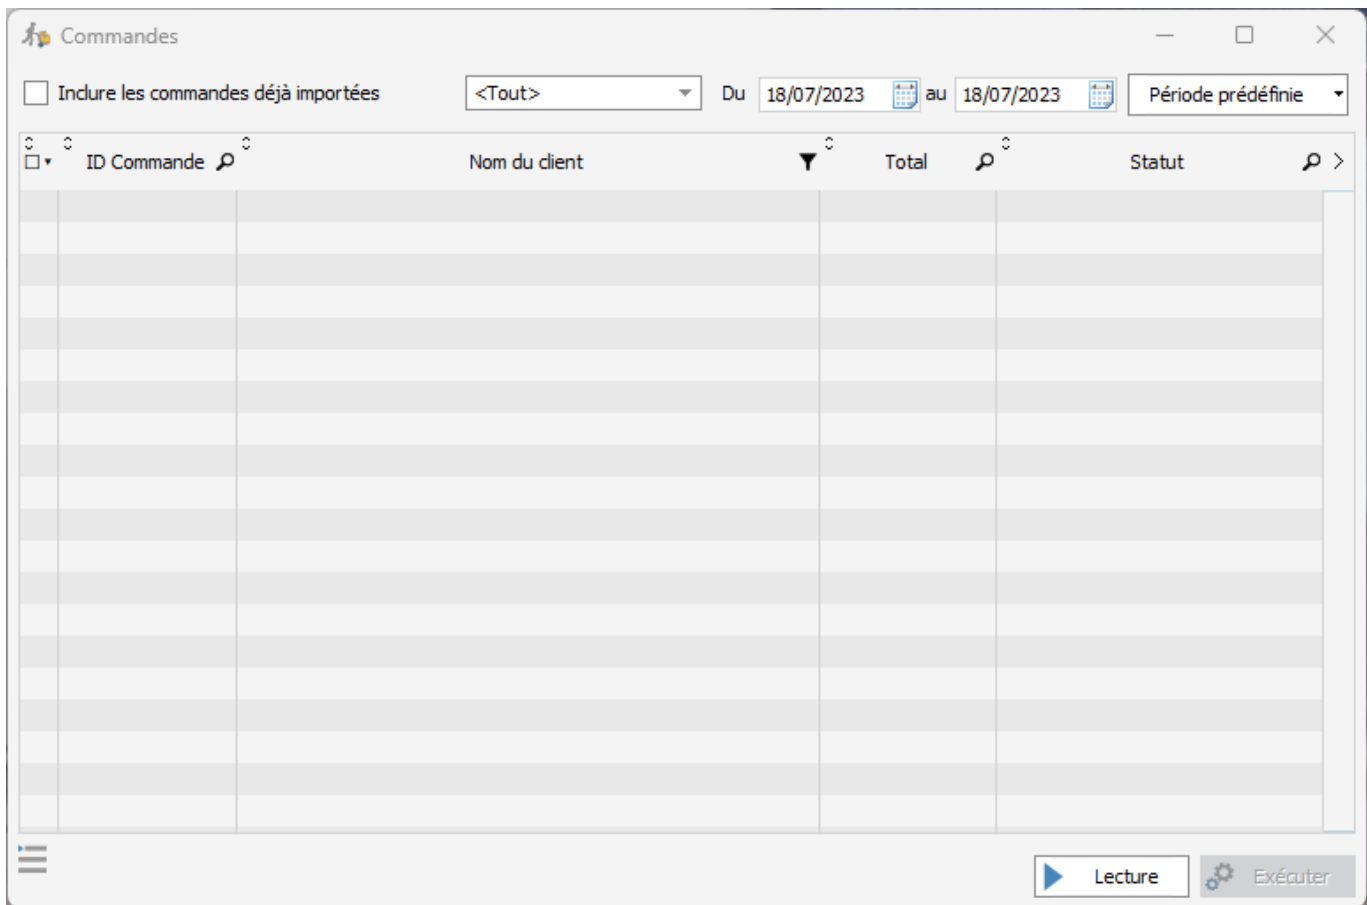 Commandes
Inclure les commandes déjà importées <Tout> Du 18/07/2023 au 18/07/2023 Période prédéfinie
ID Commande Nom du client Total Statut
Lecture Exécuter